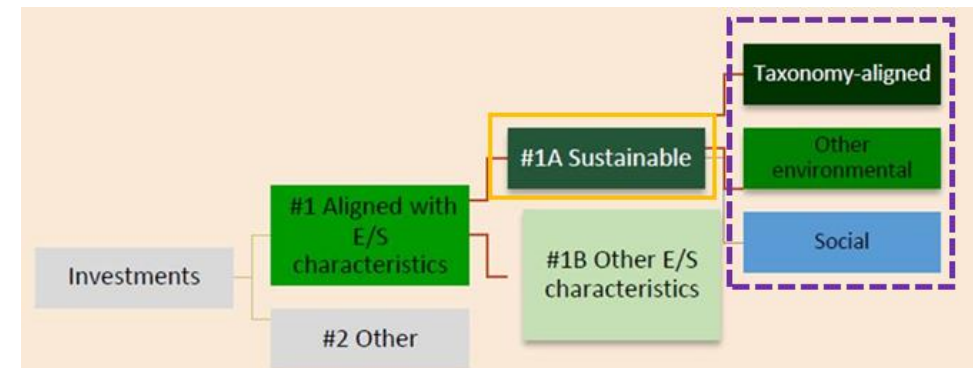 Taxonomy-aligned
#1A Sustainable
Other
environmental
#1 Aligned with
E/S
characteristics
Social
#1B Other E/S
characteristics
Investments
#2 Other